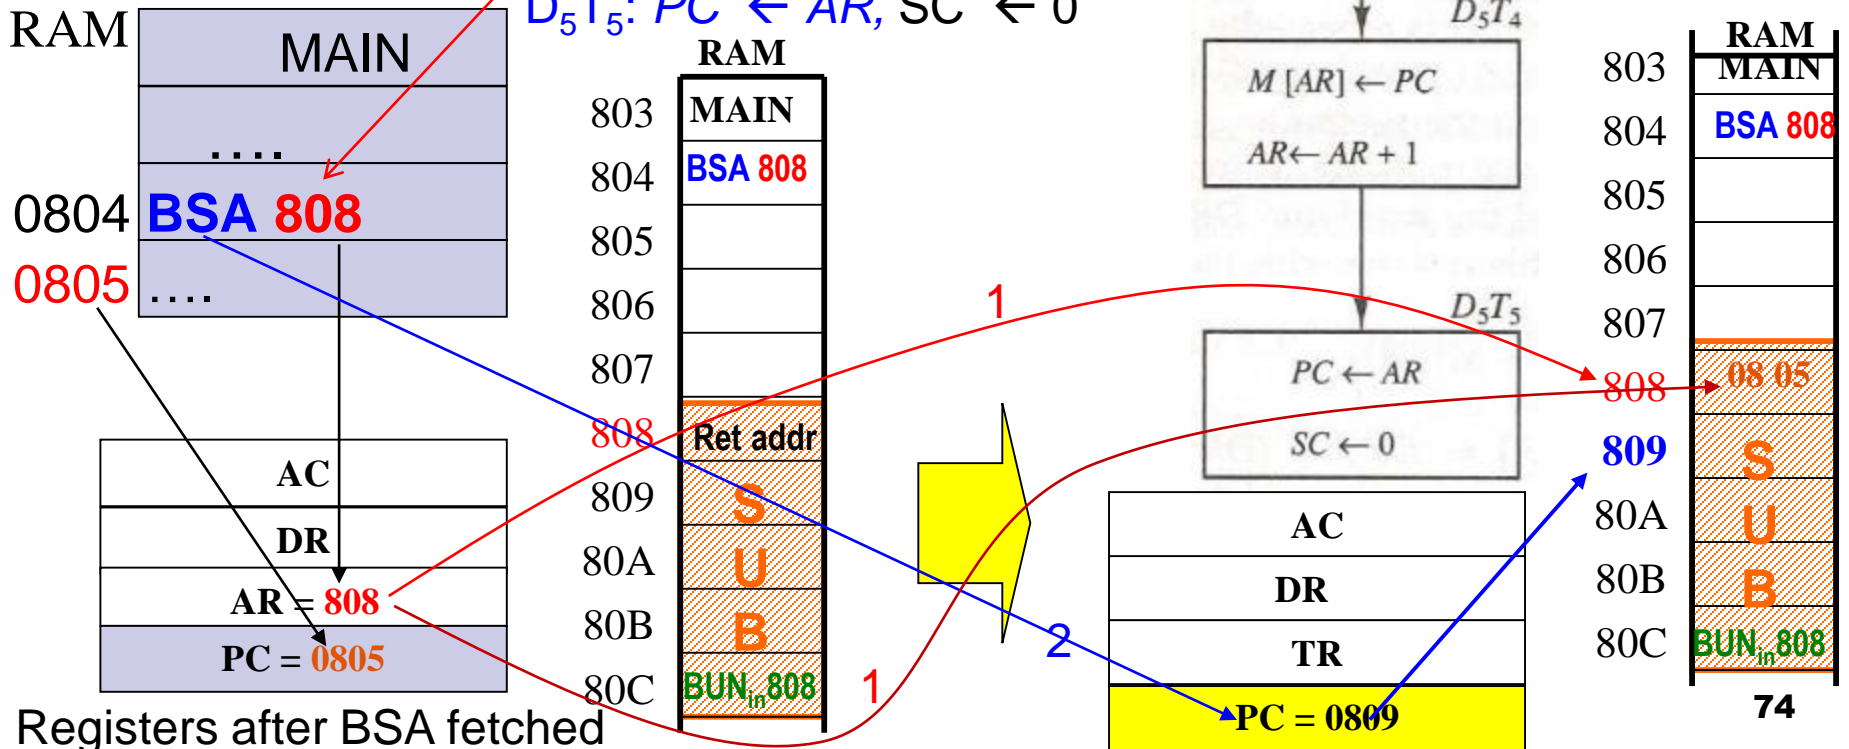 D5T5: PC ← AR, SC ← 0
RAM
MAIN
....
0804 BSA 808
0805 ....
AC
DR
AR = 808
PC = 0805
Registers after BSA fetched
RAM
803 MAIN
804 BSA 808
805
806
807
808 Ret addr
809 S
80A U
80B B
80C BUNin808
1
1
2
D5T4
M [AR] ← PC
AR ← AR + 1
D5T5
PC ← AR
SC ← 0
AC
DR
TR
PC = 0809
RAM
803 MAIN
804 BSA 808
805
806
807
808 08 05
809 S
80A U
80B B
80C BUNin808
74